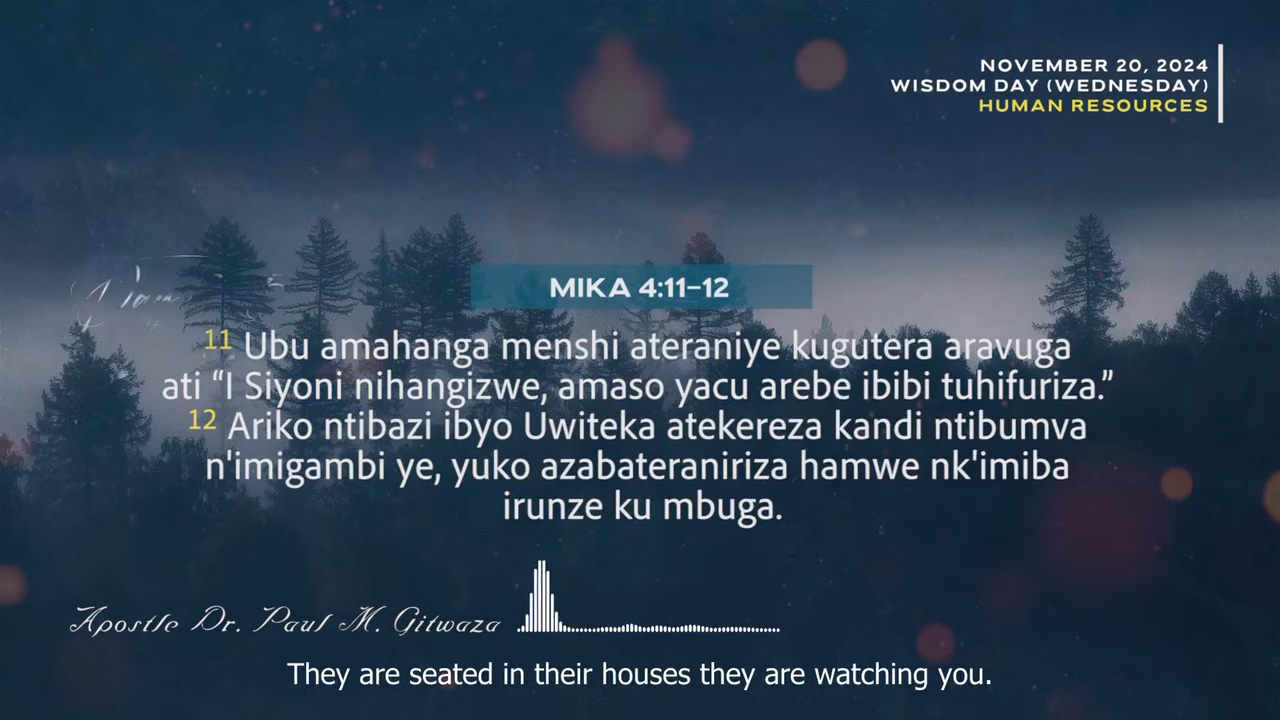 NOVEMBER 20, 2024
WISDOM DAY (WEDNESDAY)
HUMAN RESOURCES
MIKA 4:11-12
11 Ubu amahanga menshi ateraniye kugutera aravuga
ati “I Siyoni nihangizwe, amaso yacu arebe ibibi tuhifuriza.”
12 Ariko ntibazi ibyo Uwiteka atekereza kandi ntibumva
n'imigambi ye, yuko azabateraniriza hamwe nk'imiba
irunze ku mbuga.
Apostle Dr. Paul M. Gitwaza
They are seated in their houses they are watching you.